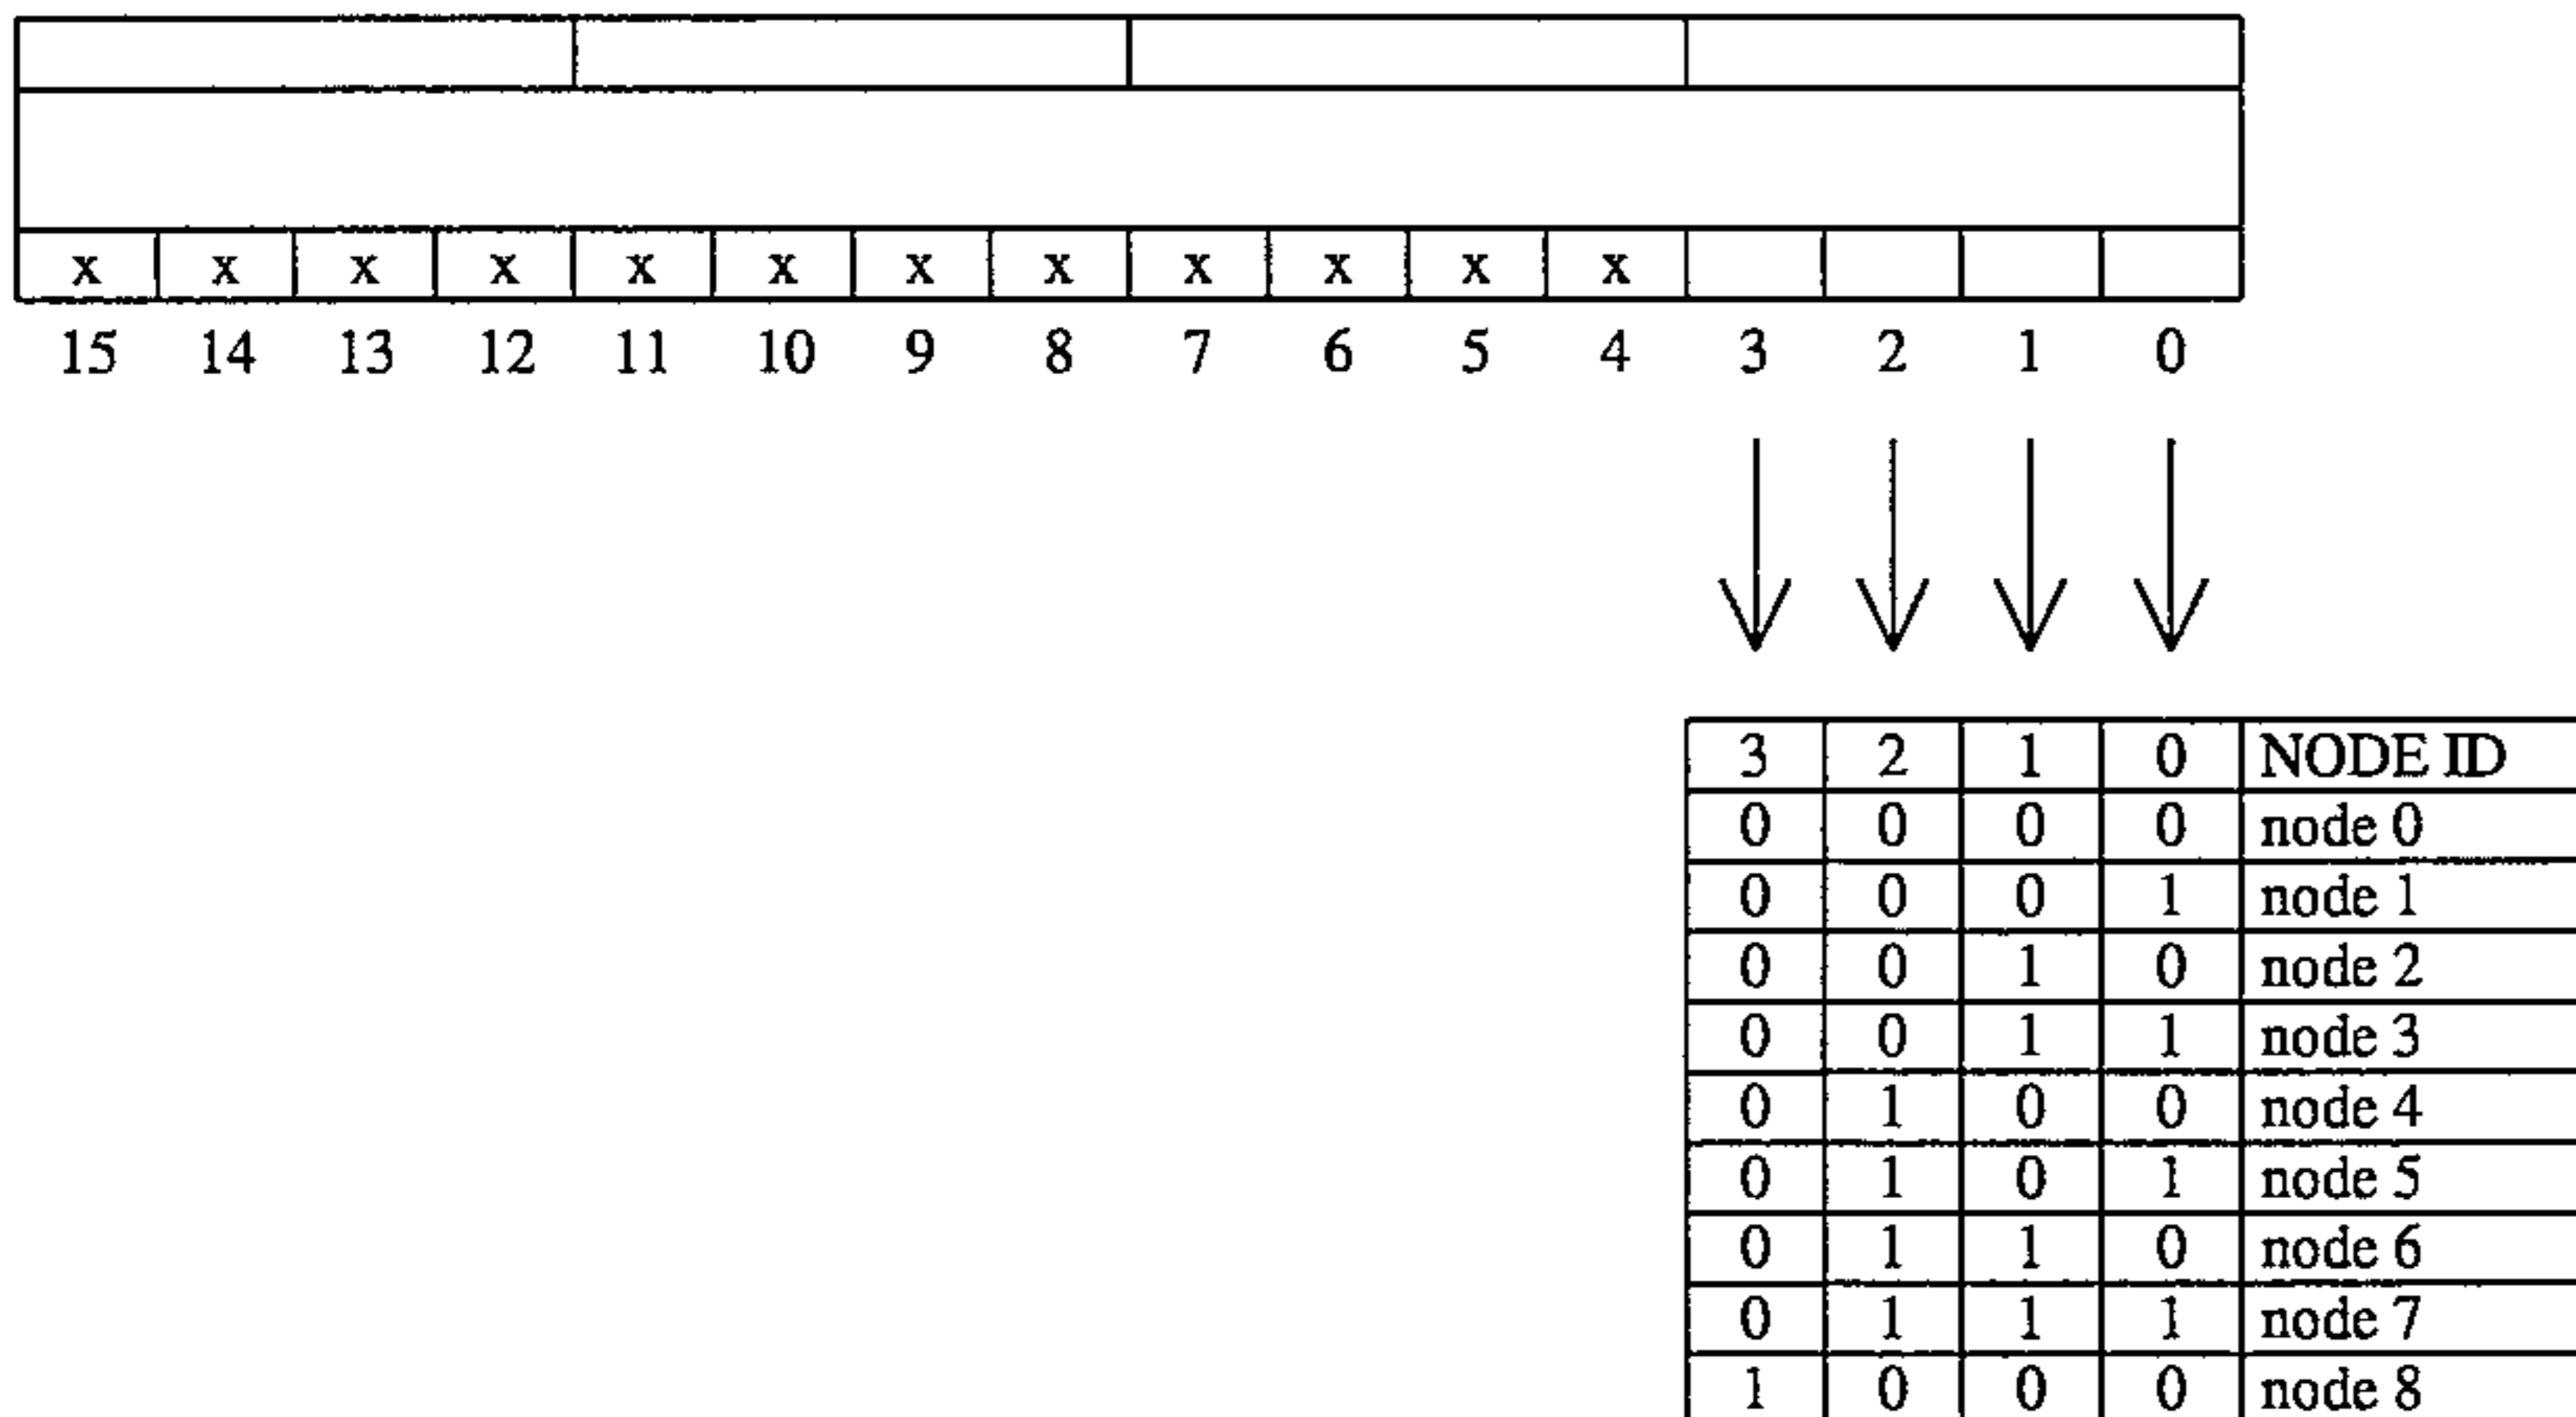 x x x x x x x x x x x x
15 14 13 12 11 10 9 8 7 6 5 4 3 2 1 0
3 2 1 0 NODE ID
0 0 0 0 node 0
0 0 0 1 node 1
0 0 1 0 node 2
0 0 1 1 node 3
0 1 0 0 node 4
0 1 0 1 node 5
0 1 1 0 node 6
0 1 1 1 node 7
1 0 0 0 node 8